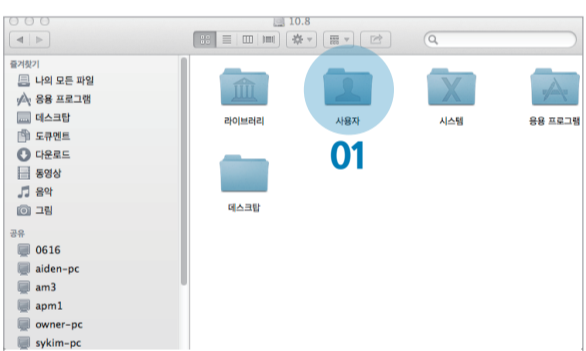 10.8
즐겨찾기
나의 모든 파일
응용 프로그램
데스크탑
도큐멘트
다운로드
동영상
음악
그림
공유
0616
aiden-pc
am3
apm1
owner-pc
sykim-pc
라이브러리
사용자
시스템
응용 프로그램
01
데스크탑